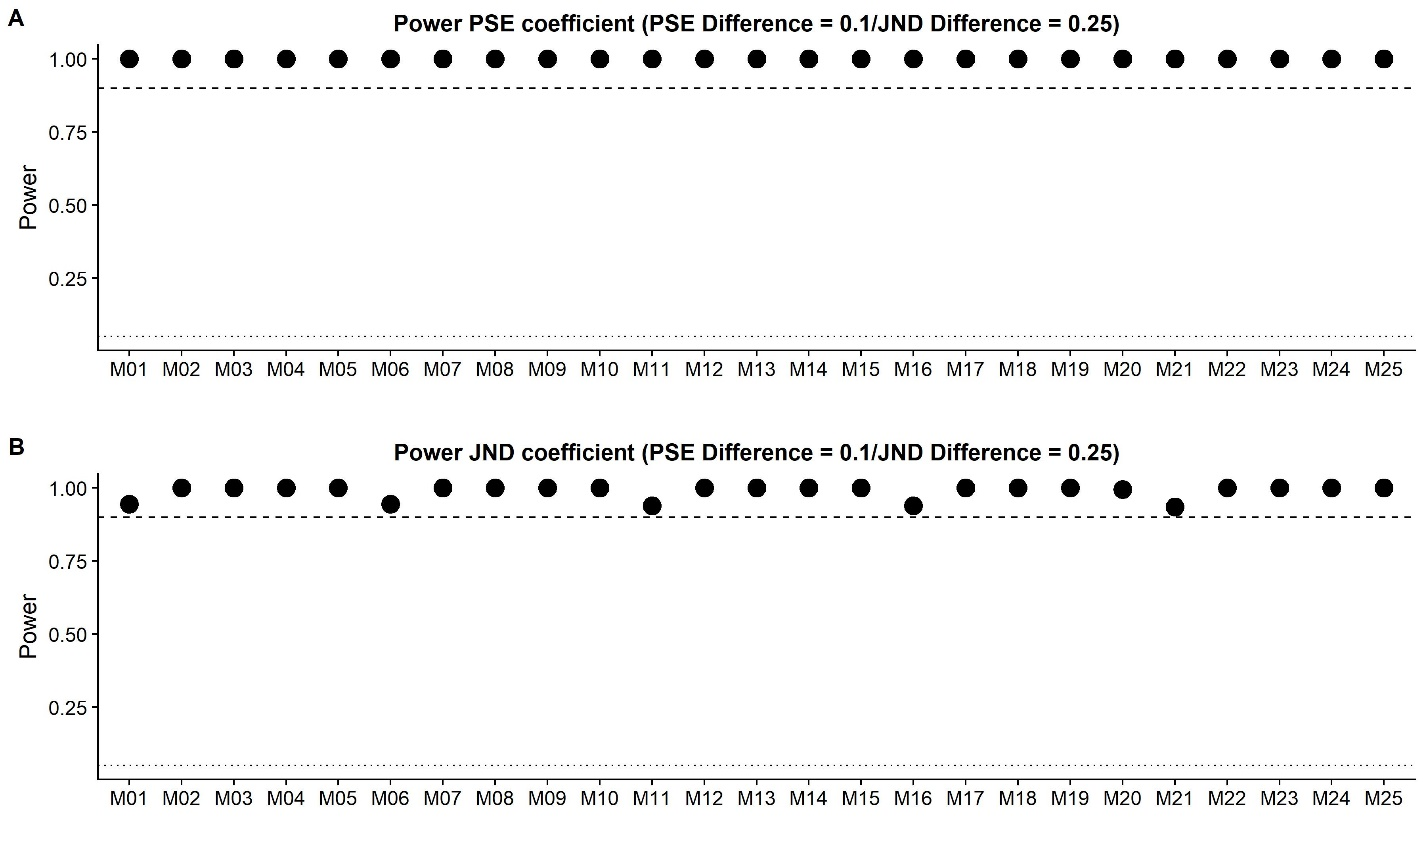 A
Power PSE coefficient (PSE Difference = 0.1/JND Difference = 0.25)
1.00
0.75
0.50
0.25
Power
M01 M02 M03 M04 M05 M06 M07 M08 M09 M10 M11 M12 M13 M14 M15 M16 M17 M18 M19 M20 M21 M22 M23 M24 M25
B
Power JND coefficient (PSE Difference = 0.1/JND Difference = 0.25)
1.00
0.75
0.50
0.25
Power
M01 M02 M03 M04 M05 M06 M07 M08 M09 M10 M11 M12 M13 M14 M15 M16 M17 M18 M19 M20 M21 M22 M23 M24 M25